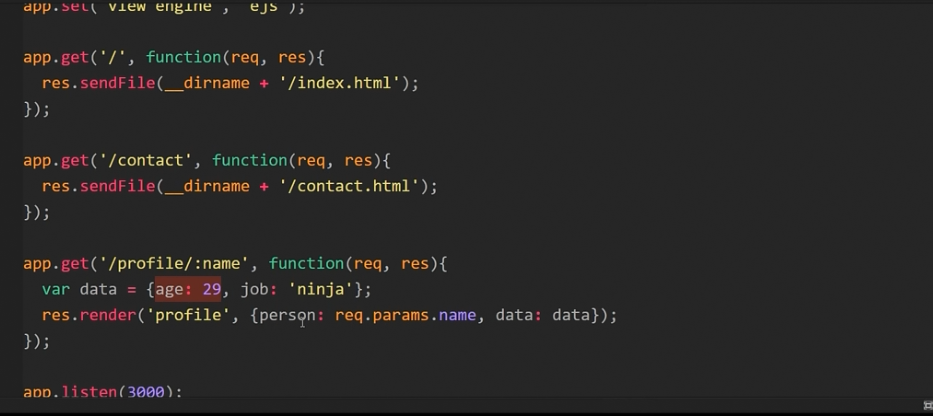 app.set('view engine', 'ejs');
app.get('/', function(req, res){
res.sendFile(__dirname + '/index.html');
});
app.get('/contact', function(req, res){
res.sendFile(__dirname + '/contact.html');
});
app.get('/profile/:name', function(req, res){
var data = {age: 29, job: 'ninja'};
res.render('profile', {person: req.params.name, data: data});
});
app.listen(3000);